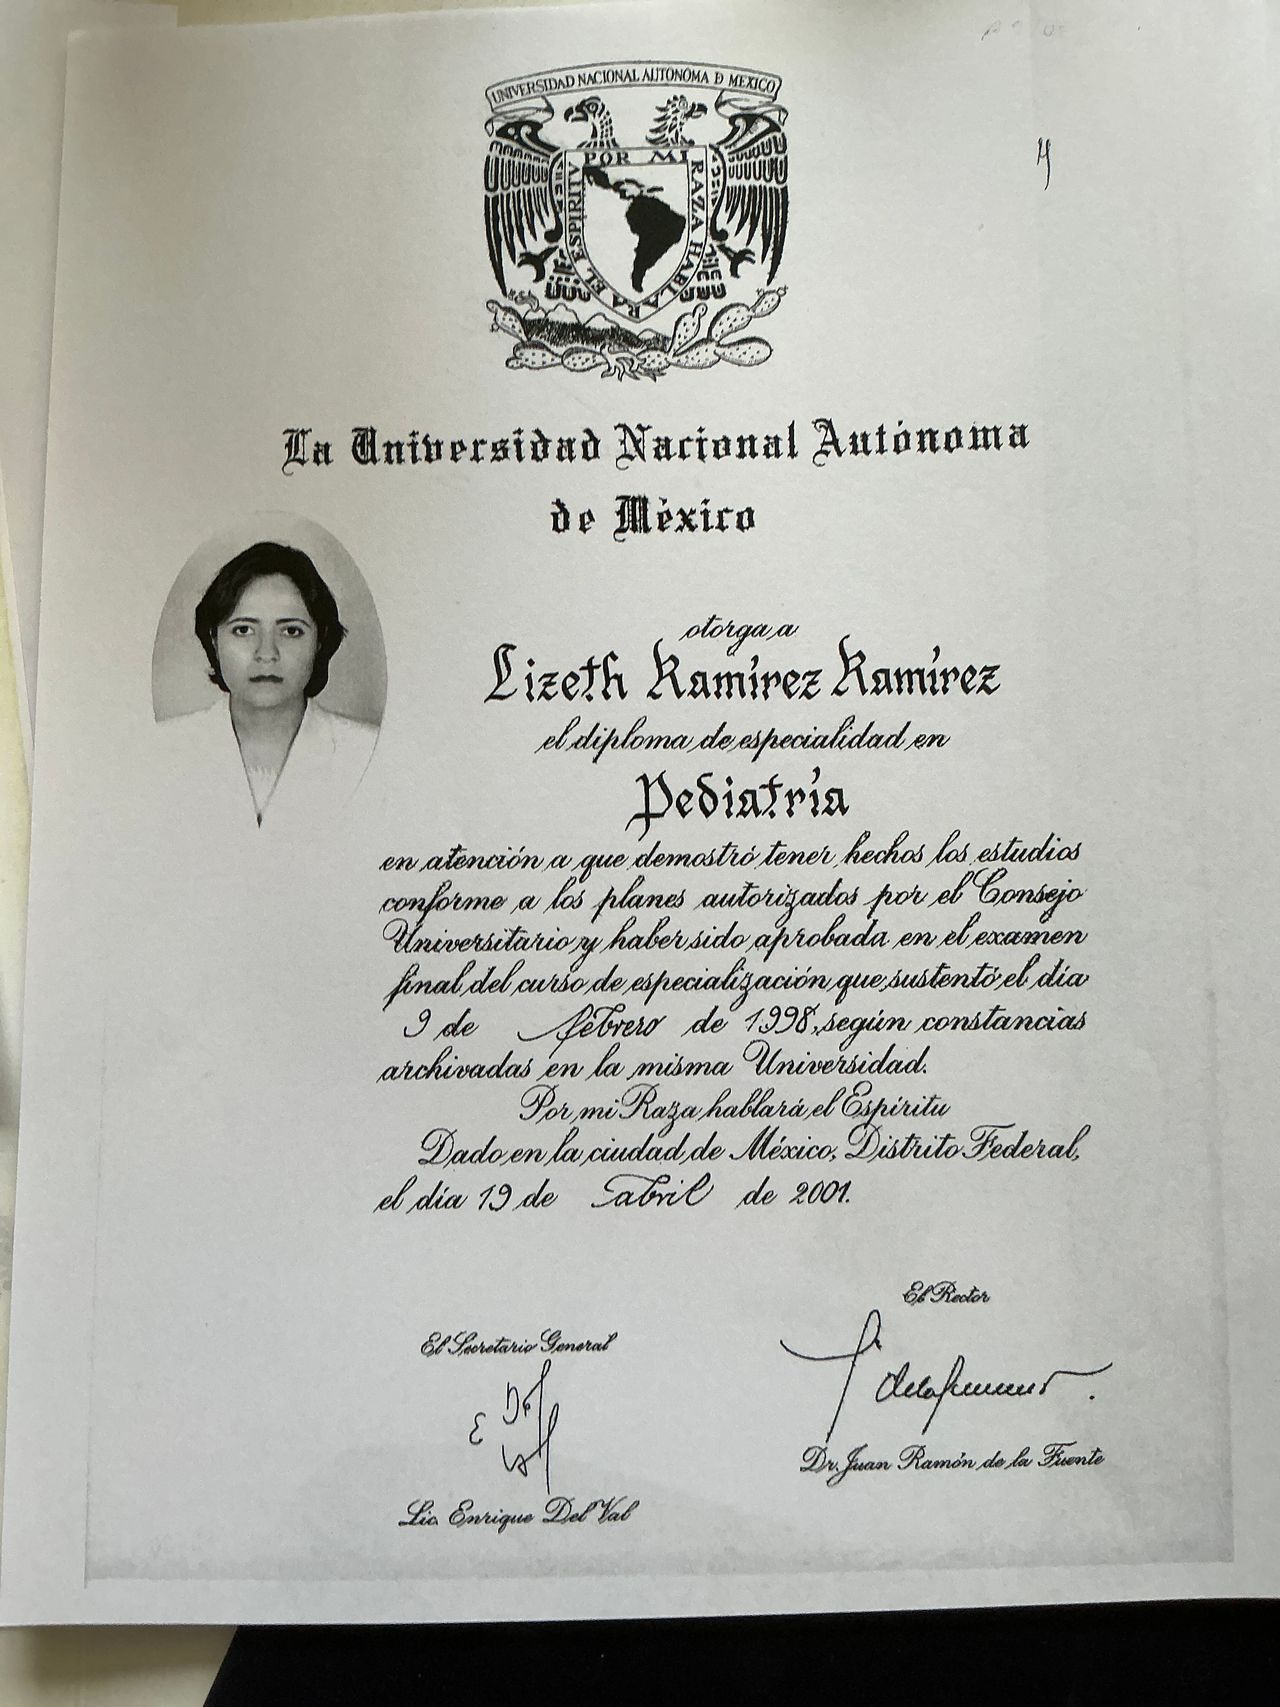 UNIVERSIDAD NACIONAL AUTÓNOMA D MEXICO
POR MI RAZA HABLARA EL ESPIRITU
La Universidad Nacional Autónoma
de México
otorga a
Lizeth Ramírez Ramírez
el diploma de especialidad en
Pediatría
en atención a que demostró tener hechos los estudios
conforme a los planes autorizados por el Consejo
Universitario y haber sido aprobada en el examen
final del curso de especialización que sustentó el día
9 de febrero de 1998, según constancias
archivadas en la misma Universidad.
Por mi Raza hablará el Espíritu
Dado en la ciudad de México, Distrito Federal,
el día 19 de abril de 2001.
El Rector
El Secretario General
Dr. Juan Ramón de la Fuente
Lic. Enrique Del Val